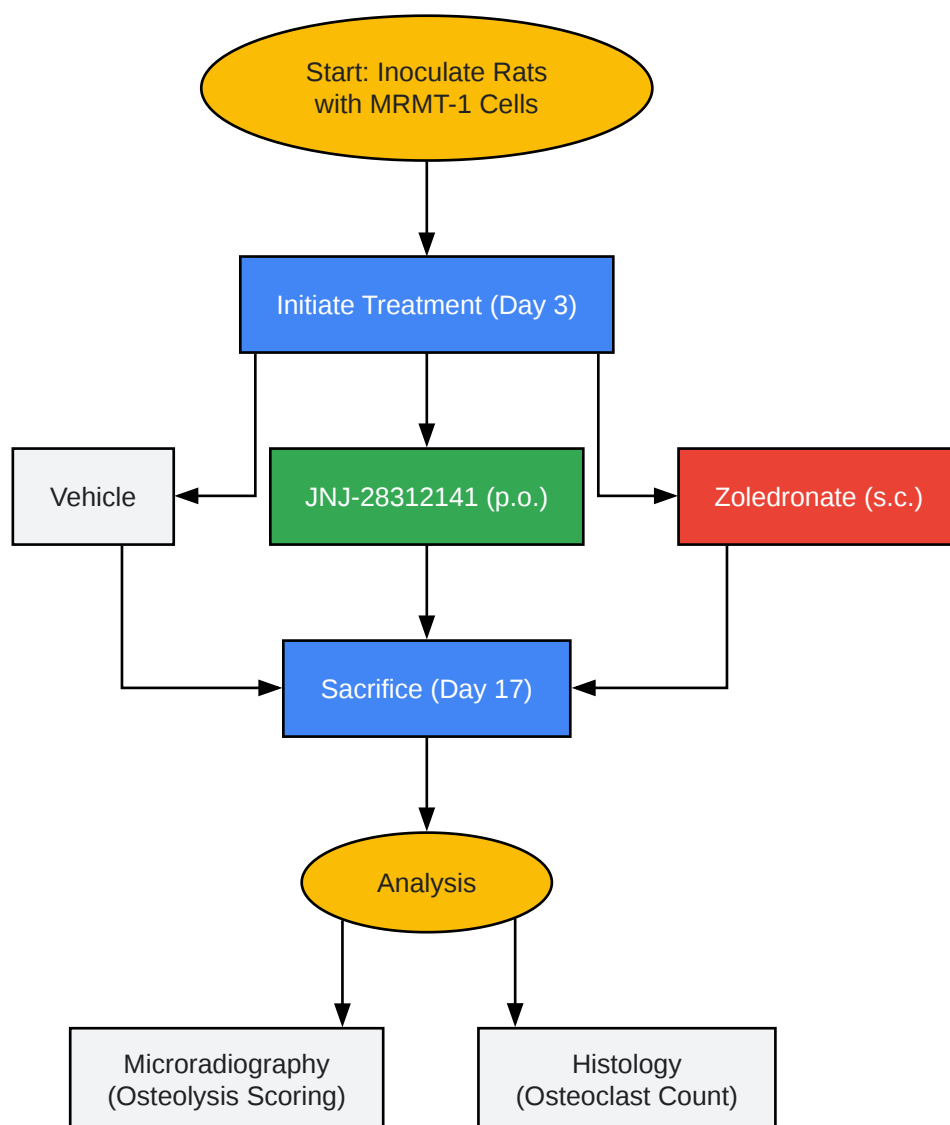 Start: Inoculate Rats
with MRMT-1 Cells
Initiate Treatment (Day 3)
Vehicle
JNJ-28312141 (p.o.)
Zoledronate (s.c.)
Sacrifice (Day 17)
Analysis
Microradiography
(Osteolysis Scoring)
Histology
(Osteoclast Count)